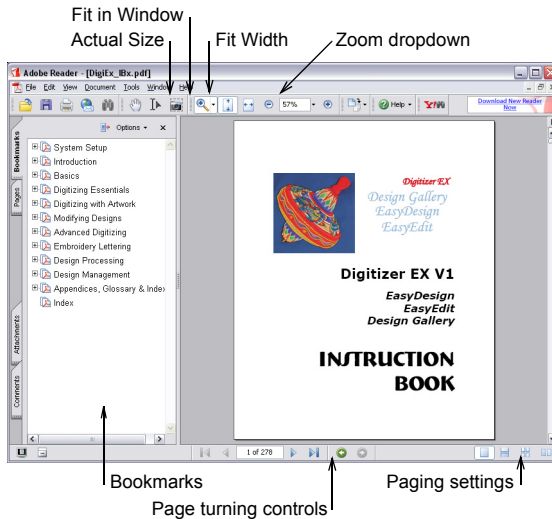 Fit in Window
Actual Size
Fit Width
Zoom dropdown
Adobe Reader - [DigiEx_IBx.pdf]
File Edit View Document Tools Window Help
57%
Help
Y!
Download New Reader Now
Options
x
Bookmarks
Pages
Attachments
Comments
System Setup
Introduction
Basics
Digitizing Essentials
Digitizing with Artwork
Modifying Designs
Advanced Digitizing
Embroidery Lettering
Design Processing
Design Management
Appendices, Glossary & Index
Index
Digitizer EX
Design Gallery
EasyDesign
EasyEdit
Digitizer EX V1
EasyDesign
EasyEdit
Design Gallery
INSTRUCTION
BOOK
1 of 278
Bookmarks
Page turning controls
Paging settings